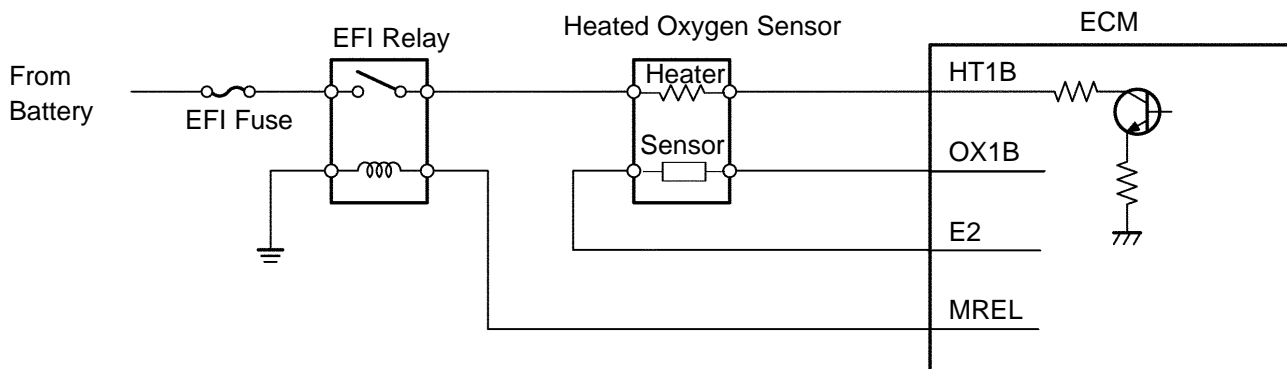 ECM
Heated Oxygen Sensor
EFI Relay
From
Battery
EFI Fuse
Heater
HT1B
Sensor
OX1B
E2
MREL